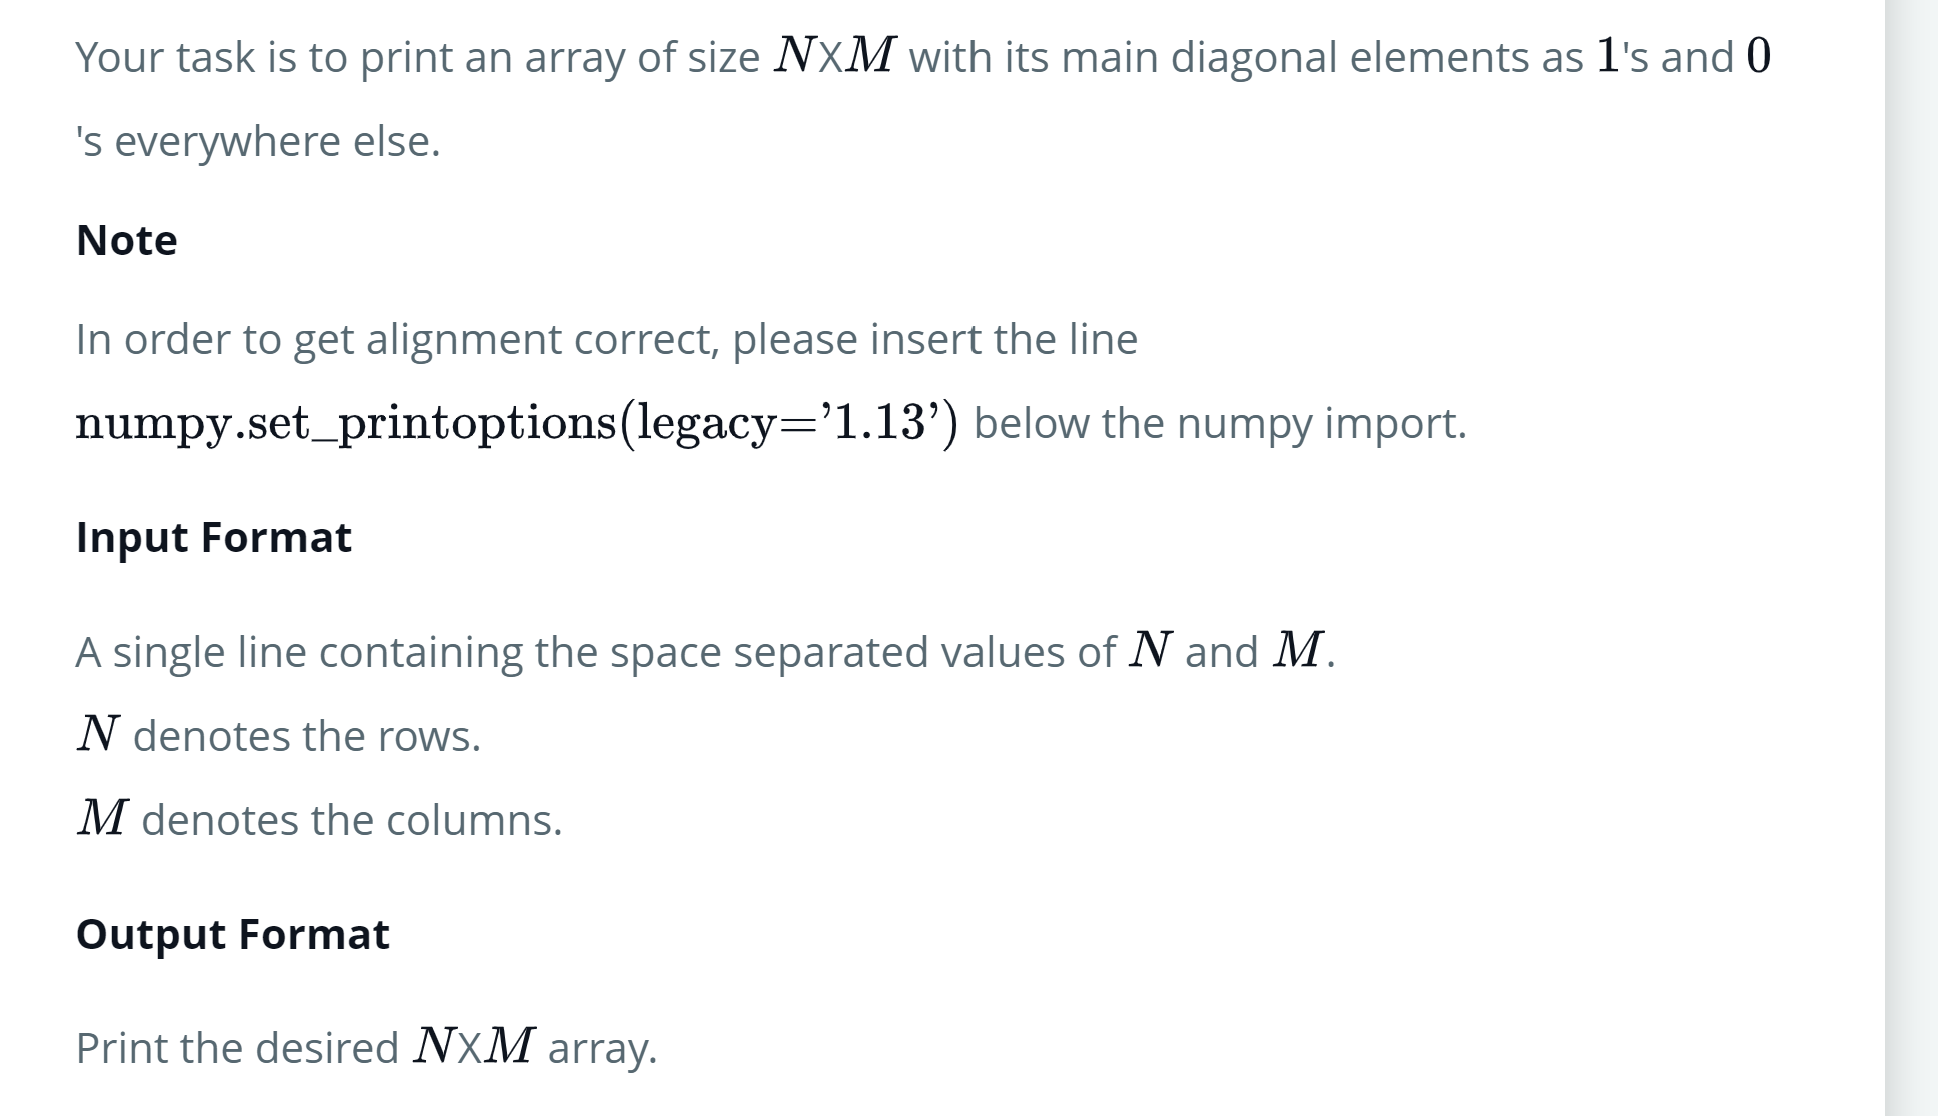 Your task is to print an array of size NXM with its main diagonal elements as 1's and 0
's everywhere else.
Note
In order to get alignment correct, please insert the line
numpy.set_printoptions(legacy=’1.13’) below the numpy import.
Input Format
A single line containing the space separated values of N and M.
N denotes the rows.
M denotes the columns.
Output Format
Print the desired NXM array.